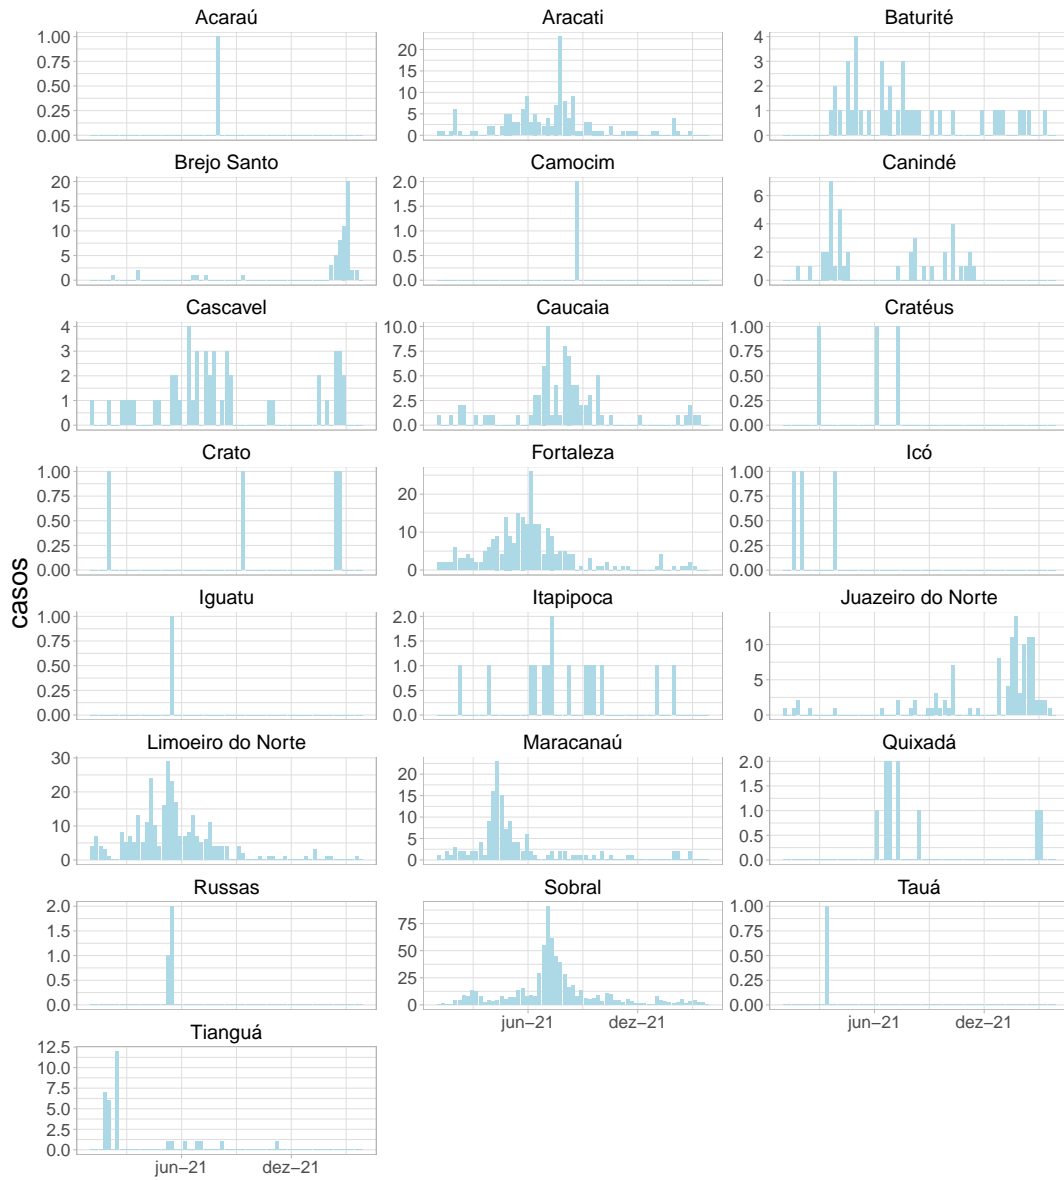 Acaraú Aracati Baturité
1.00 0.75 0.50 0.25 0.00
20 15 10 5 0
4 3 2 1 0
Brejo Santo Camocim Canindé
20 15 10 5 0
2.0 1.5 1.0 0.5 0.0
6 4 2 0
Cascavel Caucaia Cratéus
4 3 2 1 0
10.0 7.5 5.0 2.5 0.0
1.00 0.75 0.50 0.25 0.00
Crato Fortaleza Icó
1.00 0.75 0.50 0.25 0.00
20 10 0
1.00 0.75 0.50 0.25 0.00
casos
Iguatu Itapipoca Juazeiro do Norte
1.00 0.75 0.50 0.25 0.00
2.0 1.5 1.0 0.5 0.0
10 5 0
Limoeiro do Norte Maracanaú Quixadá
30 20 10 0
20 15 10 5 0
2.0 1.5 1.0 0.5 0.0
Russas Sobral Tauá
2.0 1.5 1.0 0.5 0.0
75 50 25 0
1.00 0.75 0.50 0.25 0.00
jun−21 dez−21 jun−21 dez−21
Tianguá
12.5 10.0 7.5 5.0 2.5 0.0
jun−21 dez−21